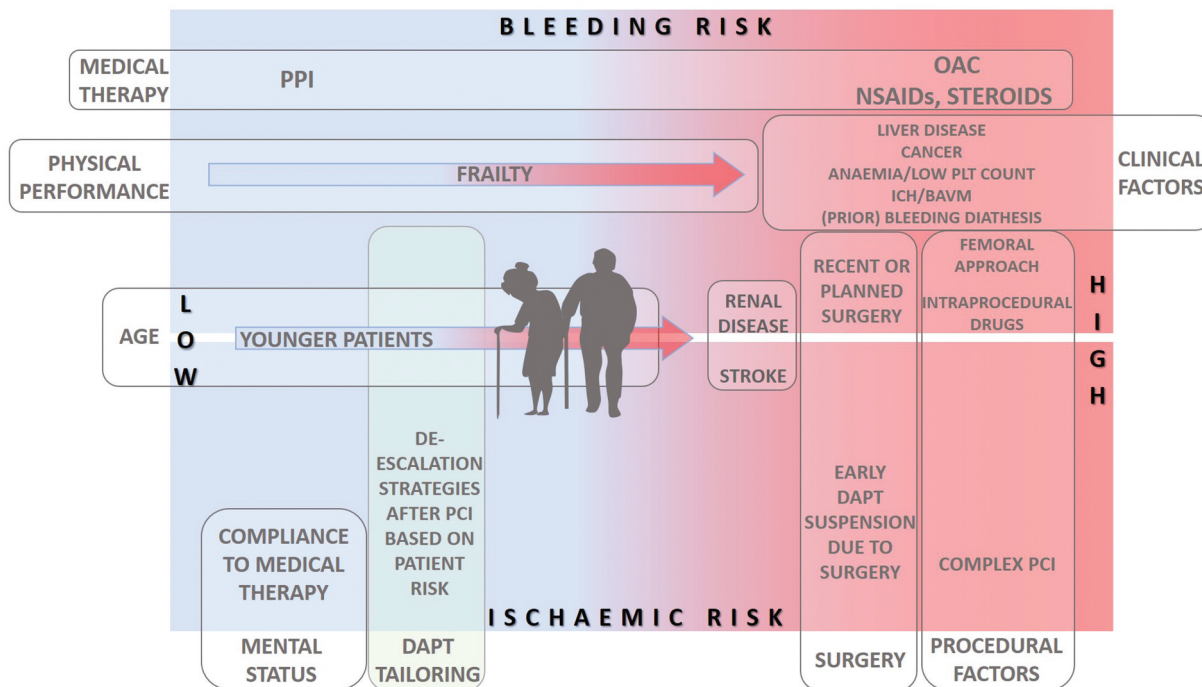 BLEEDING RISK
MEDICAL
THERAPY
PPI
OAC
NSAIDs, STEROIDS
PHYSICAL
PERFORMANCE
FRAILTY
LIVER DISEASE
CANCER
ANAEMIA/LOW PLT COUNT
ICH/BAVM
(PRIOR) BLEEDING DIATHESIS
CLINICAL
FACTORS
AGE
LOW
YOUNGER PATIENTS
RENAL
DISEASE
STROKE
RECENT OR
PLANNED
SURGERY
FEMORAL
APPROACH
INTRAPROCEDURAL
DRUGS
HIGH
COMPLIANCE
TO MEDICAL
THERAPY
MENTAL
STATUS
DE-
ESCALATION
STRATEGIES
AFTER PCI
BASED ON
PATIENT
RISK
DAPT
TAILORING
EARLY
DAPT
SUSPENSION
DUE TO
SURGERY
SURGERY
COMPLEX PCI
PROCEDURAL
FACTORS
ISCHAEMIC RISK